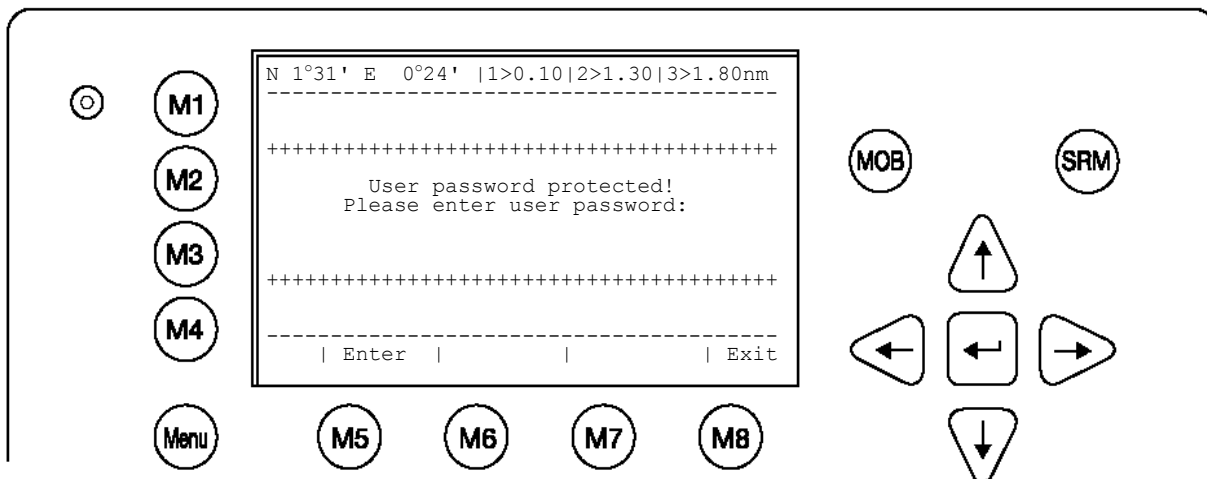 N 1°31' E 0°24' |1>0.10|2>1.30|3>1.80nm
----------------------------------------
++++++++++++++++++++++++++++++++++++++++
User password protected!
Please enter user password:
++++++++++++++++++++++++++++++++++++++++
----------------------------------------
| Enter | | | Exit
M1
M2
M3
M4
Menu
M5
M6
M7
M8
MOB
SRM